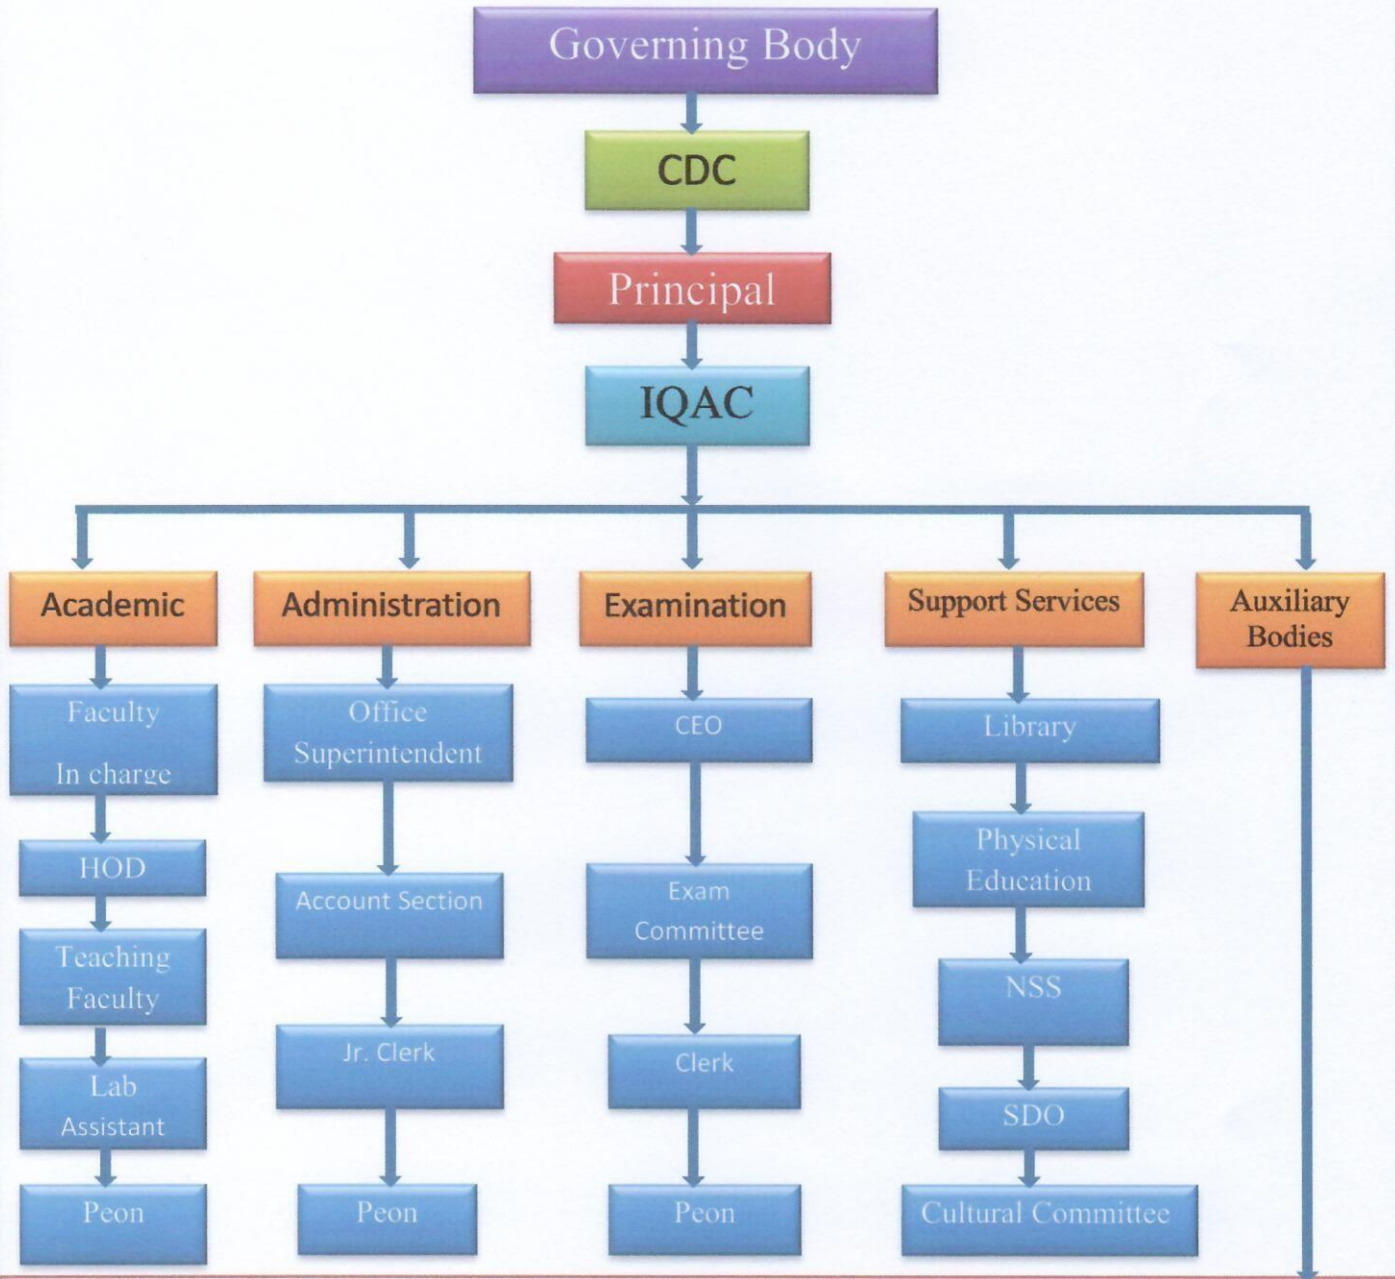 Governing Body
CDC
Principal
IQAC
Academic
Administration
Examination
Support Services
Auxiliary
Bodies
Faculty
In charge
HOD
Teaching
Faculty
Lab
Assistant
Peon
Office
Superintendent
Account Section
Jr. Clerk
Peon
CEO
Exam
Committee
Clerk
Peon
Library
Physical
Education
NSS
SDO
Cultural Committee